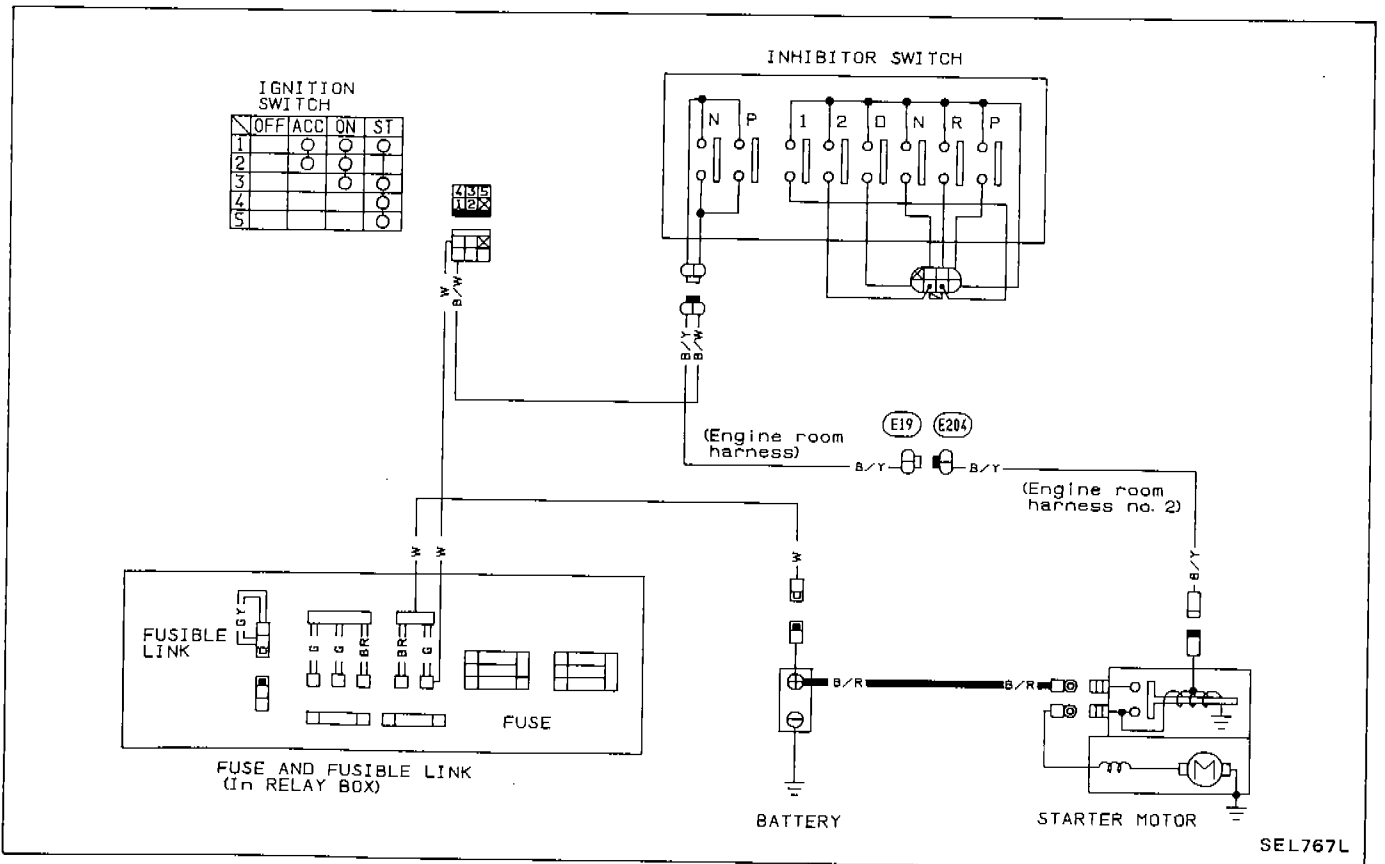 INHIBITOR SWITCH
IGNITION
SWITCH
OFF ACC ON ST
1
2
3
4
5
N P 1 2 D N R P
4 3 5
1 2
W
B/W
B/Y
B/W
(Engine room
harness)
E19 E204
B/Y
B/Y
(Engine room
harness no. 2)
W
W
W
B/Y
GY
FUSIBLE
LINK
G
G
BR
BR
G
FUSE
B/R
B/R
M
FUSE AND FUSIBLE LINK
(In RELAY BOX)
BATTERY
STARTER MOTOR
SEL767L